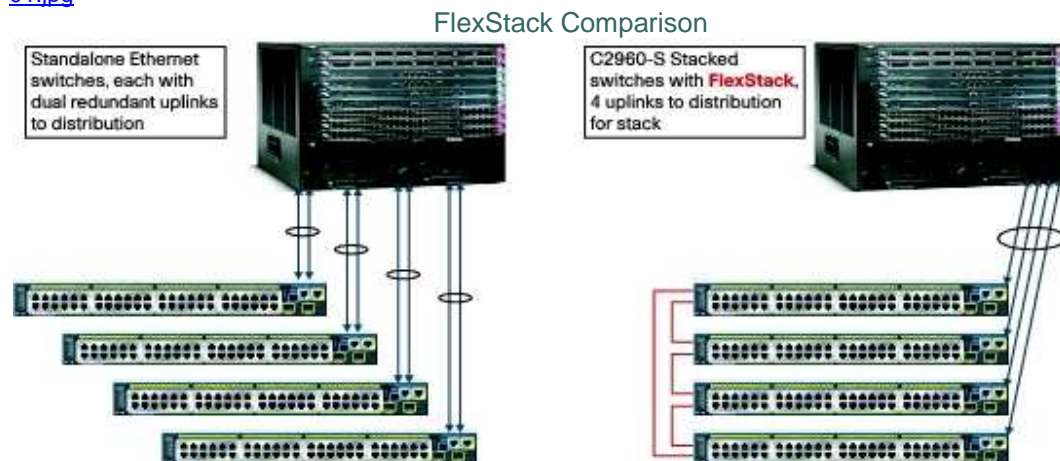 FlexStack Comparison
Standalone Ethernet
switches, each with
dual redundant uplinks
to distribution
C2960-S Stacked
switches with FlexStack,
4 uplinks to distribution
for stack